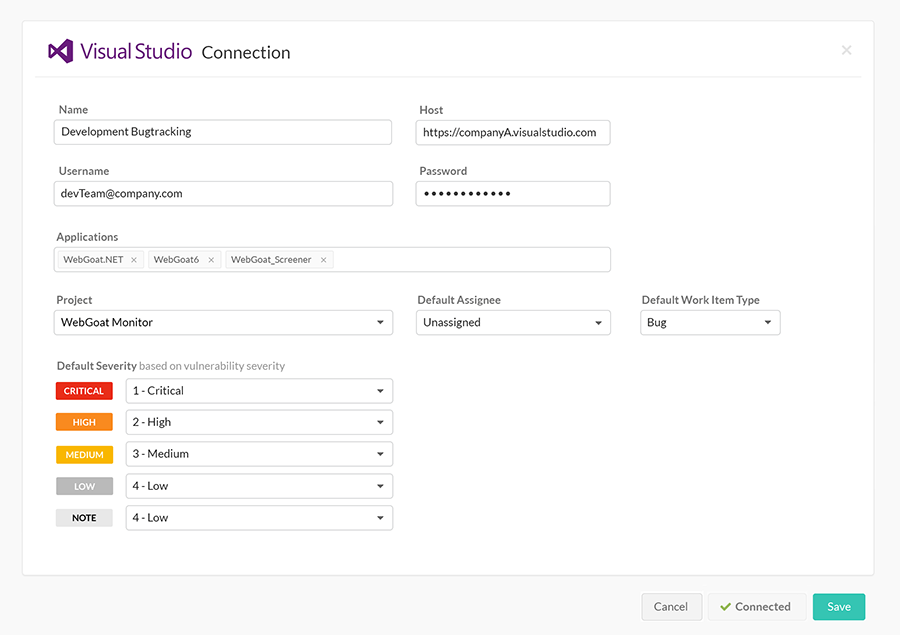 Visual Studio Connection
Name
Host
Development Bugtracking
https://companyA.visualstudio.com
Username
Password
devTeam@company.com
••••••••••••
Applications
WebGoat.NET × WebGoat6 × WebGoat_Screener ×
Project
Default Assignee
Default Work Item Type
WebGoat Monitor
Unassigned
Bug
Default Severity based on vulnerability severity
CRITICAL 1 - Critical
HIGH 2 - High
MEDIUM 3 - Medium
LOW 4 - Low
NOTE 4 - Low
Cancel
Connected
Save